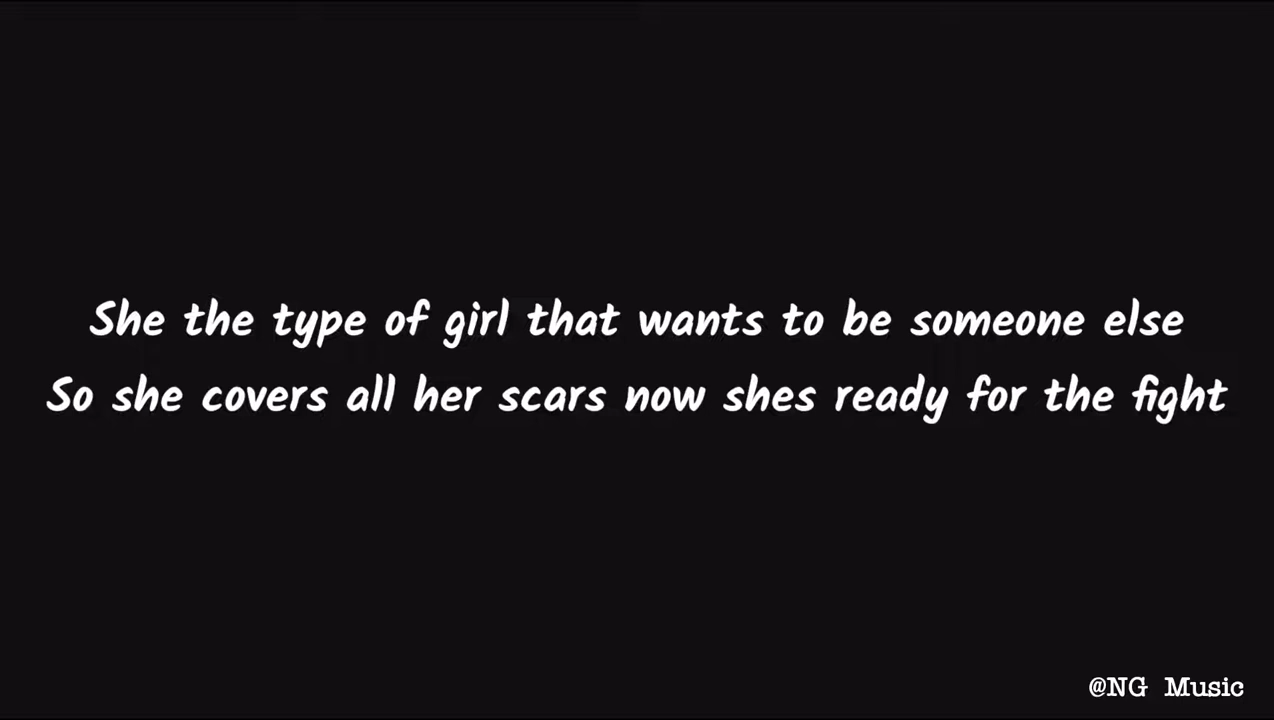 She the type of girl that wants to be someone else
So she covers all her scars now shes ready for the fight
@NG Music